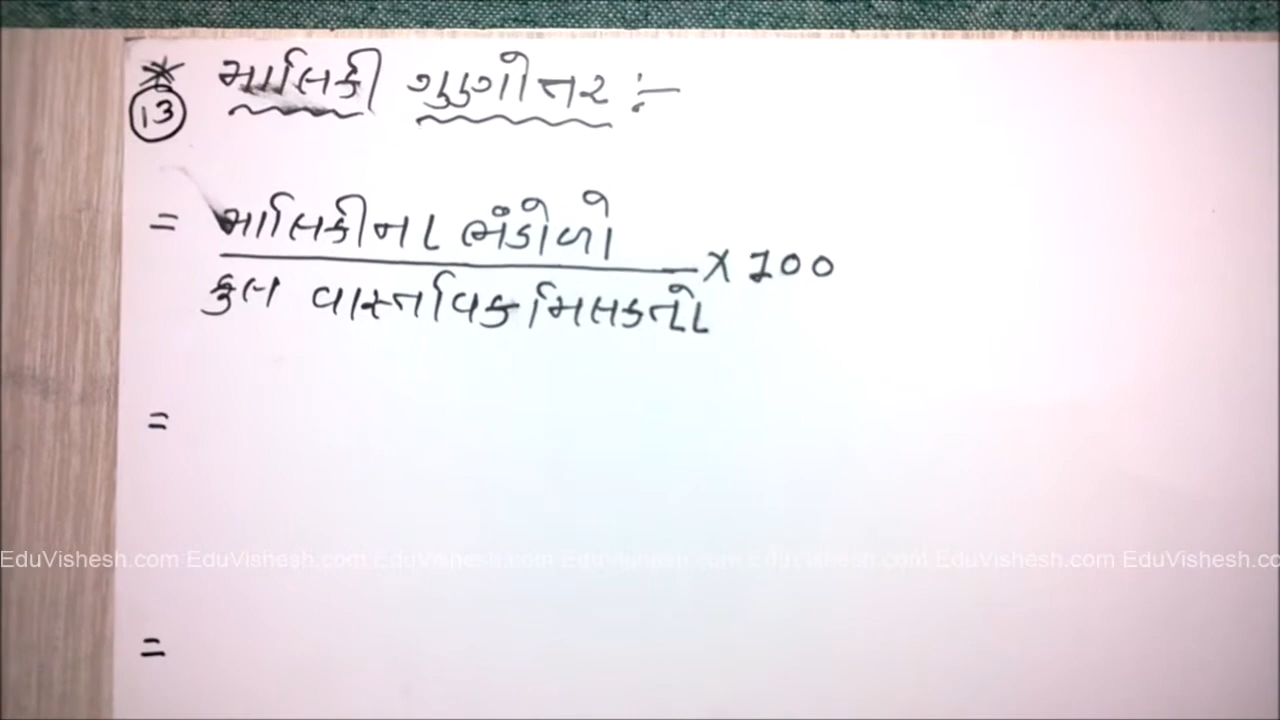 * માલિકી ગુણોત્તર :-
13
= માલિકીના ભંડોળો
કુલ વાસ્તવિક મિલકતો × 100
=
EduVishesh.com EduVishesh.com EduVishesh.com EduVishesh.com EduVishesh.com EduVishesh.com EduVishesh.com
=